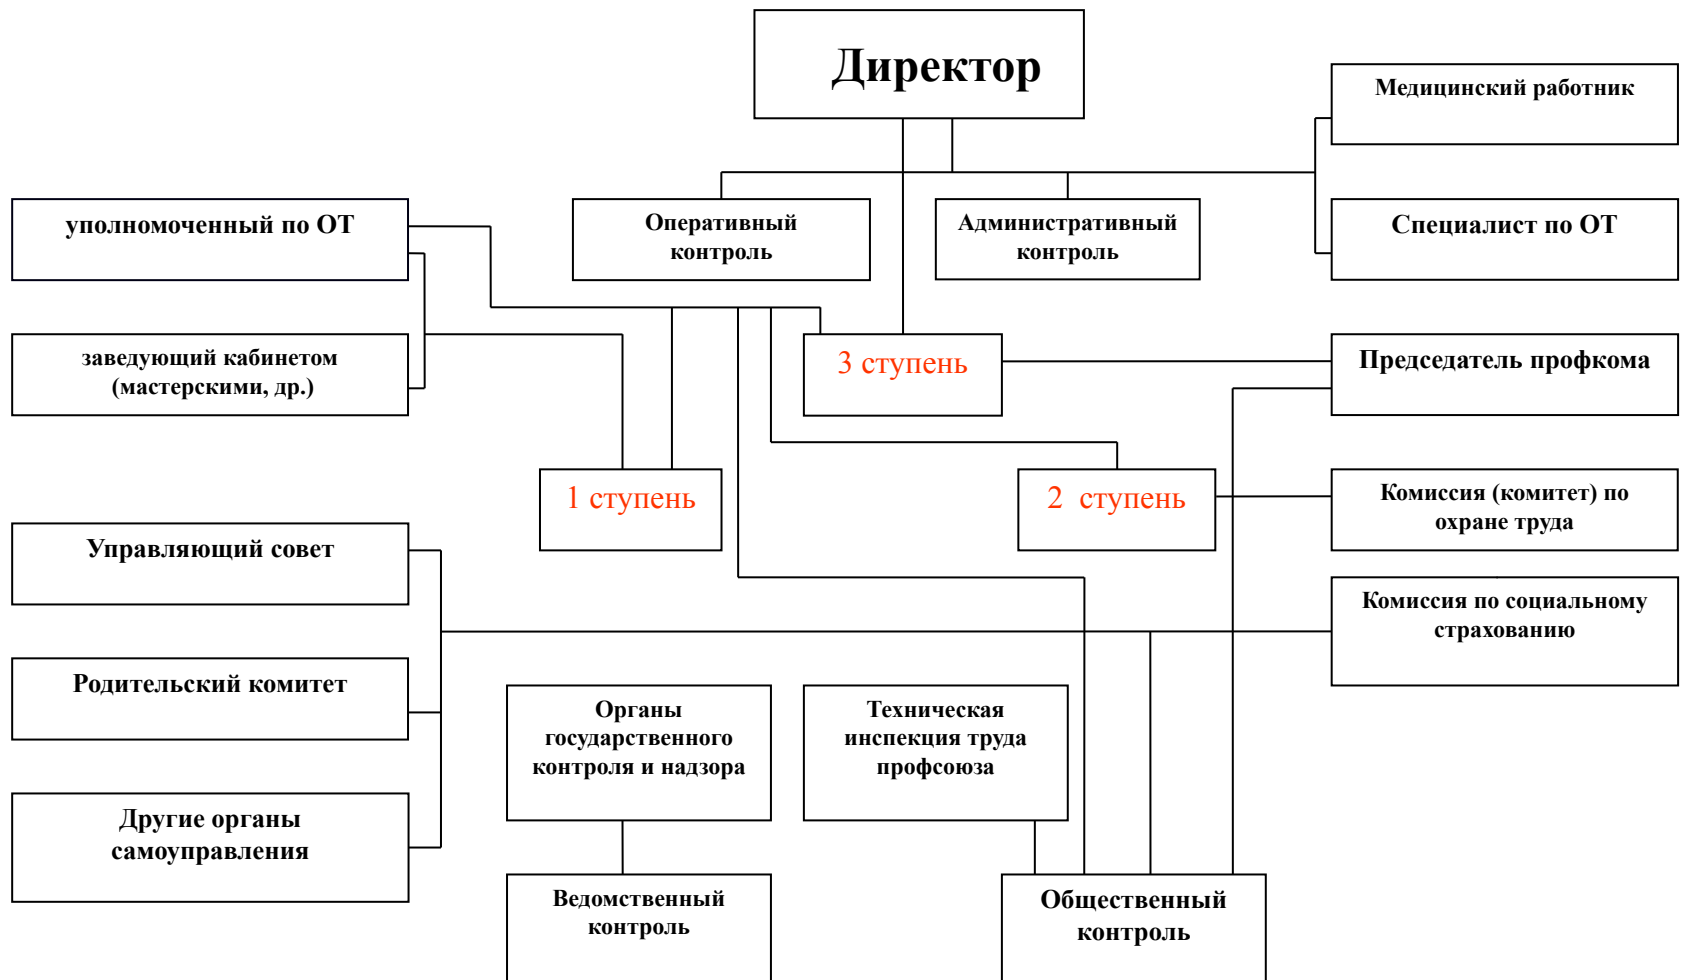 Директор
Медицинский работник
уполномоченный по ОТ
Оперативный
контроль
Административный
контроль
Специалист по ОТ
заведующий кабинетом
(мастерскими, др.)
3 ступень
Председатель профкома
1 ступень
2 ступень
Комиссия (комитет) по
охране труда
Управляющий совет
Комиссия по социальному
страхованию
Родительский комитет
Органы
государственного
контроля и надзора
Техническая
инспекция труда
профсоюза
Другие органы
самоуправления
Ведомственный
контроль
Общественный
контроль